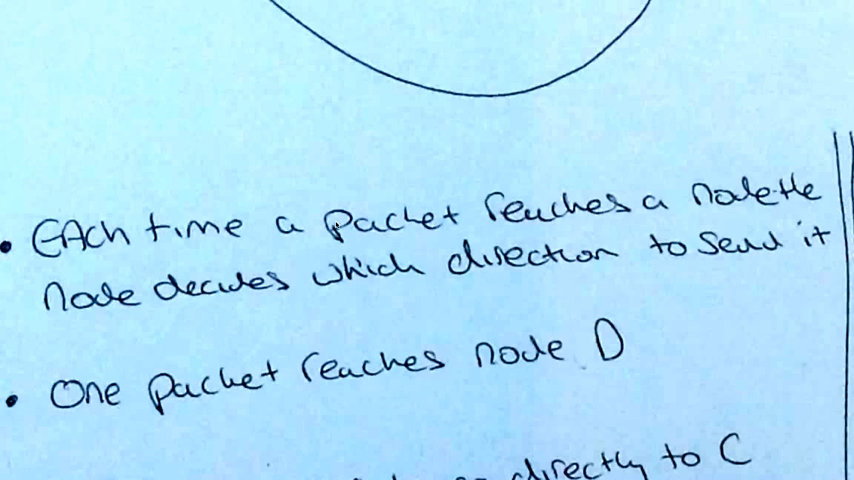 • EAch time a packet reaches a node the
node decides which direction to send it
• One packet reaches node D
directly to C